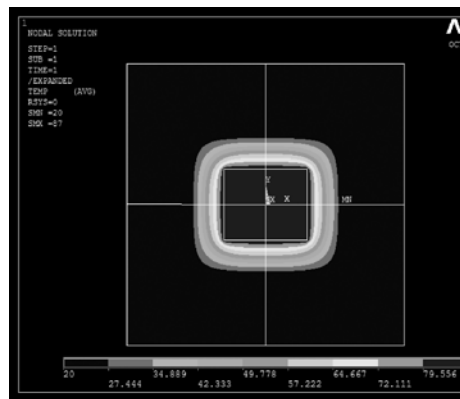 1
NODAL SOLUTION
STEP=1
SUB =1
TIME=1
/EXPANDED
TEMP (AVG)
RSYS=0
SMN =20
SMX =87
Y
X X MN
20 34.889 49.778 64.667 79.556
27.444 42.333 57.222 72.111